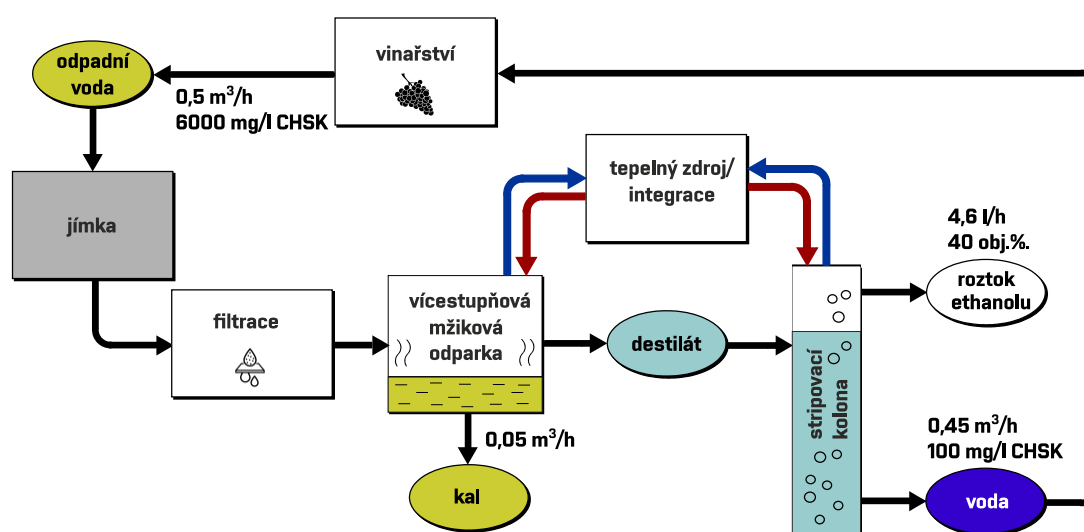 vinařství
odpadní
voda
0,5 m³/h
6000 mg/l CHSK
tepelný zdroj/
integrace
jímka
4,6 l/h
40 obj.%.
roztok
ethanolu
filtrace
vícestupňová
mžiková
odparka
destilát
stripovací
kolona
0,05 m³/h
kal
0,45 m³/h
100 mg/l CHSK
voda